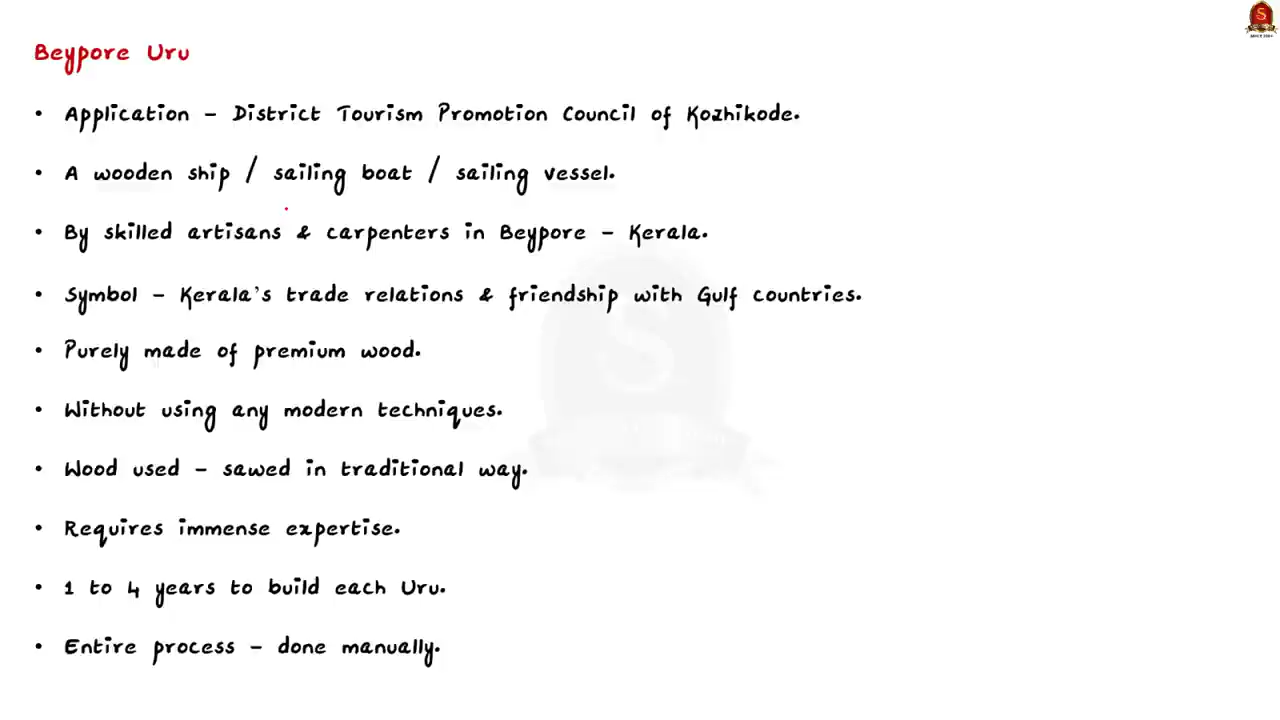 Beypore Uru
• Application – District Tourism Promotion Council of Kozhikode.
• A wooden ship / sailing boat / sailing vessel.
• By skilled artisans & carpenters in Beypore – Kerala.
• Symbol – Kerala's trade relations & friendship with Gulf countries.
• Purely made of premium wood.
• Without using any modern techniques.
• Wood used – sawed in traditional way.
• Requires immense expertise.
• 1 to 4 years to build each Uru.
• Entire process – done manually.
S
S